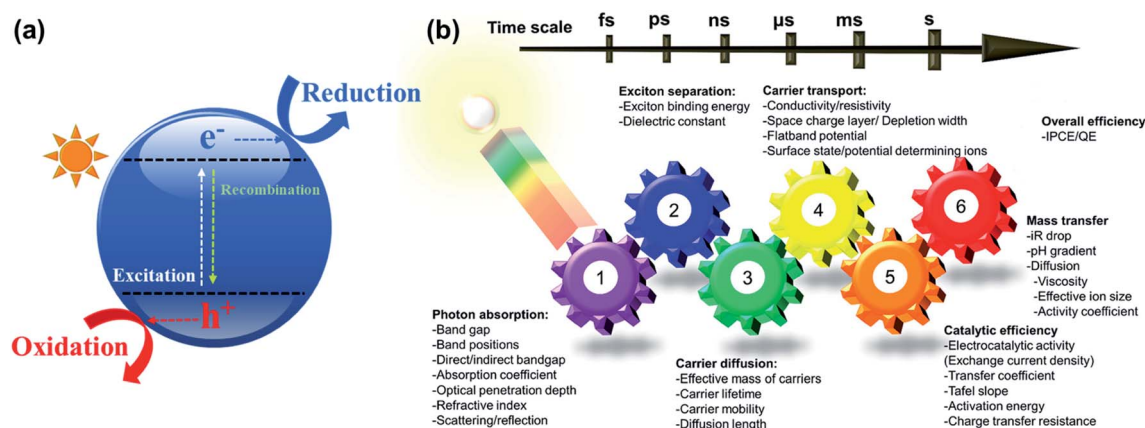 (a)
Reduction
e-
Recombination
Excitation
h+
Oxidation
(b)
Time scale
fs
ps
ns
μs
ms
s
Exciton separation:
-Exciton binding energy
-Dielectric constant
Carrier transport:
-Conductivity/resistivity
-Space charge layer/ Depletion width
-Flatband potential
-Surface state/potential determining ions
Overall efficiency
-IPCE/QE
1
2
3
4
5
6
Mass transfer
-iR drop
-pH gradient
-Diffusion
-Viscosity
-Effective ion size
-Activity coefficient
Photon absorption:
-Band gap
-Band positions
-Direct/indirect bandgap
-Absorption coefficient
-Optical penetration depth
-Refractive index
-Scattering/reflection
Carrier diffusion:
-Effective mass of carriers
-Carrier lifetime
-Carrier mobility
-Diffusion length
Catalytic efficiency
-Electrocatalytic activity
(Exchange current density)
-Transfer coefficient
-Tafel slope
-Activation energy
-Charge transfer resistance